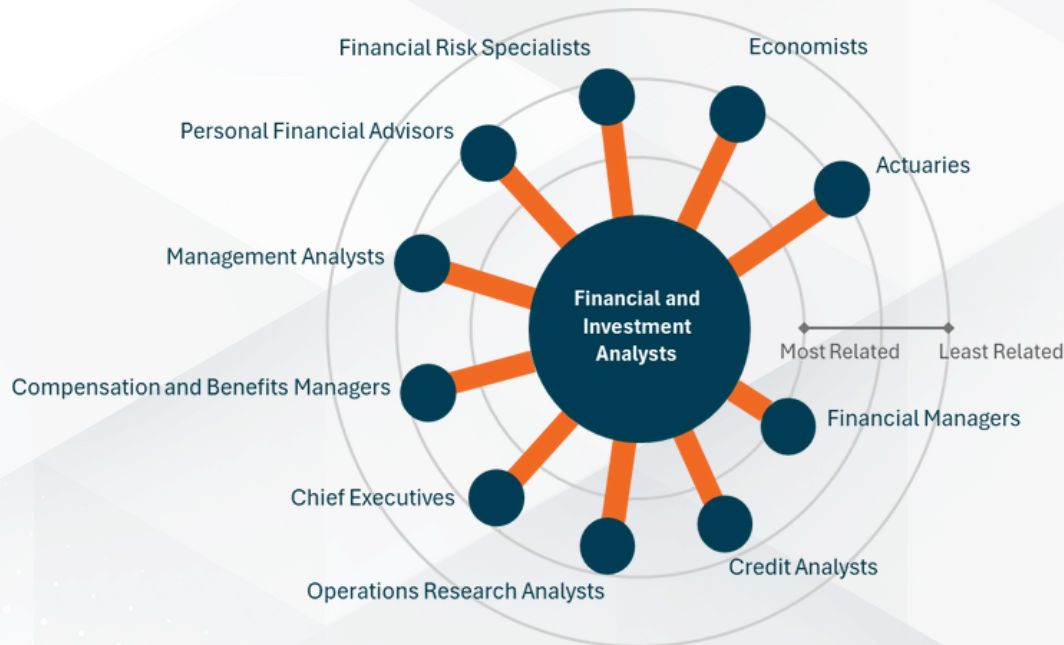 Financial Risk Specialists
Economists
Personal Financial Advisors
Actuaries
Management Analysts
Financial and
Investment
Analysts
Most Related
Least Related
Compensation and Benefits Managers
Financial Managers
Chief Executives
Credit Analysts
Operations Research Analysts